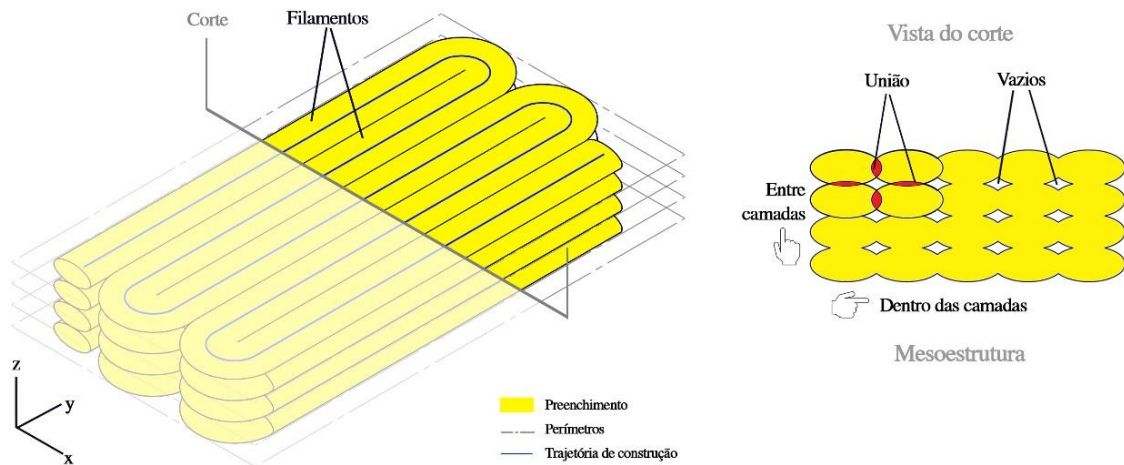 Corte
Filamentos
Vista do corte
União
Vazios
Entre
camadas
Dentro das camadas
Mesoestrutura
z
y
x
Preenchimento
Perímetros
Trajetória de construção